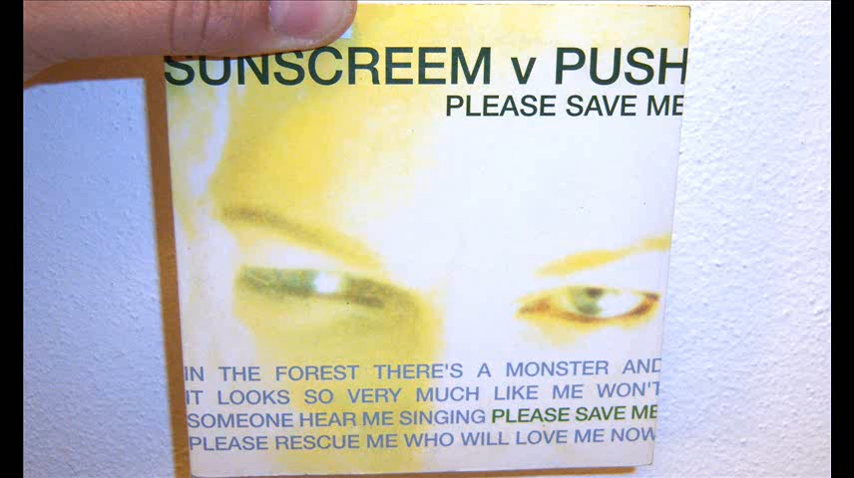 SUNSCREEM v PUSH
PLEASE SAVE ME
IN THE FOREST THERE'S A MONSTER AND
IT LOOKS SO VERY MUCH LIKE ME WON'T
SOMEONE HEAR ME SINGING PLEASE SAVE ME
PLEASE RESCUE ME WHO WILL LOVE ME NOW